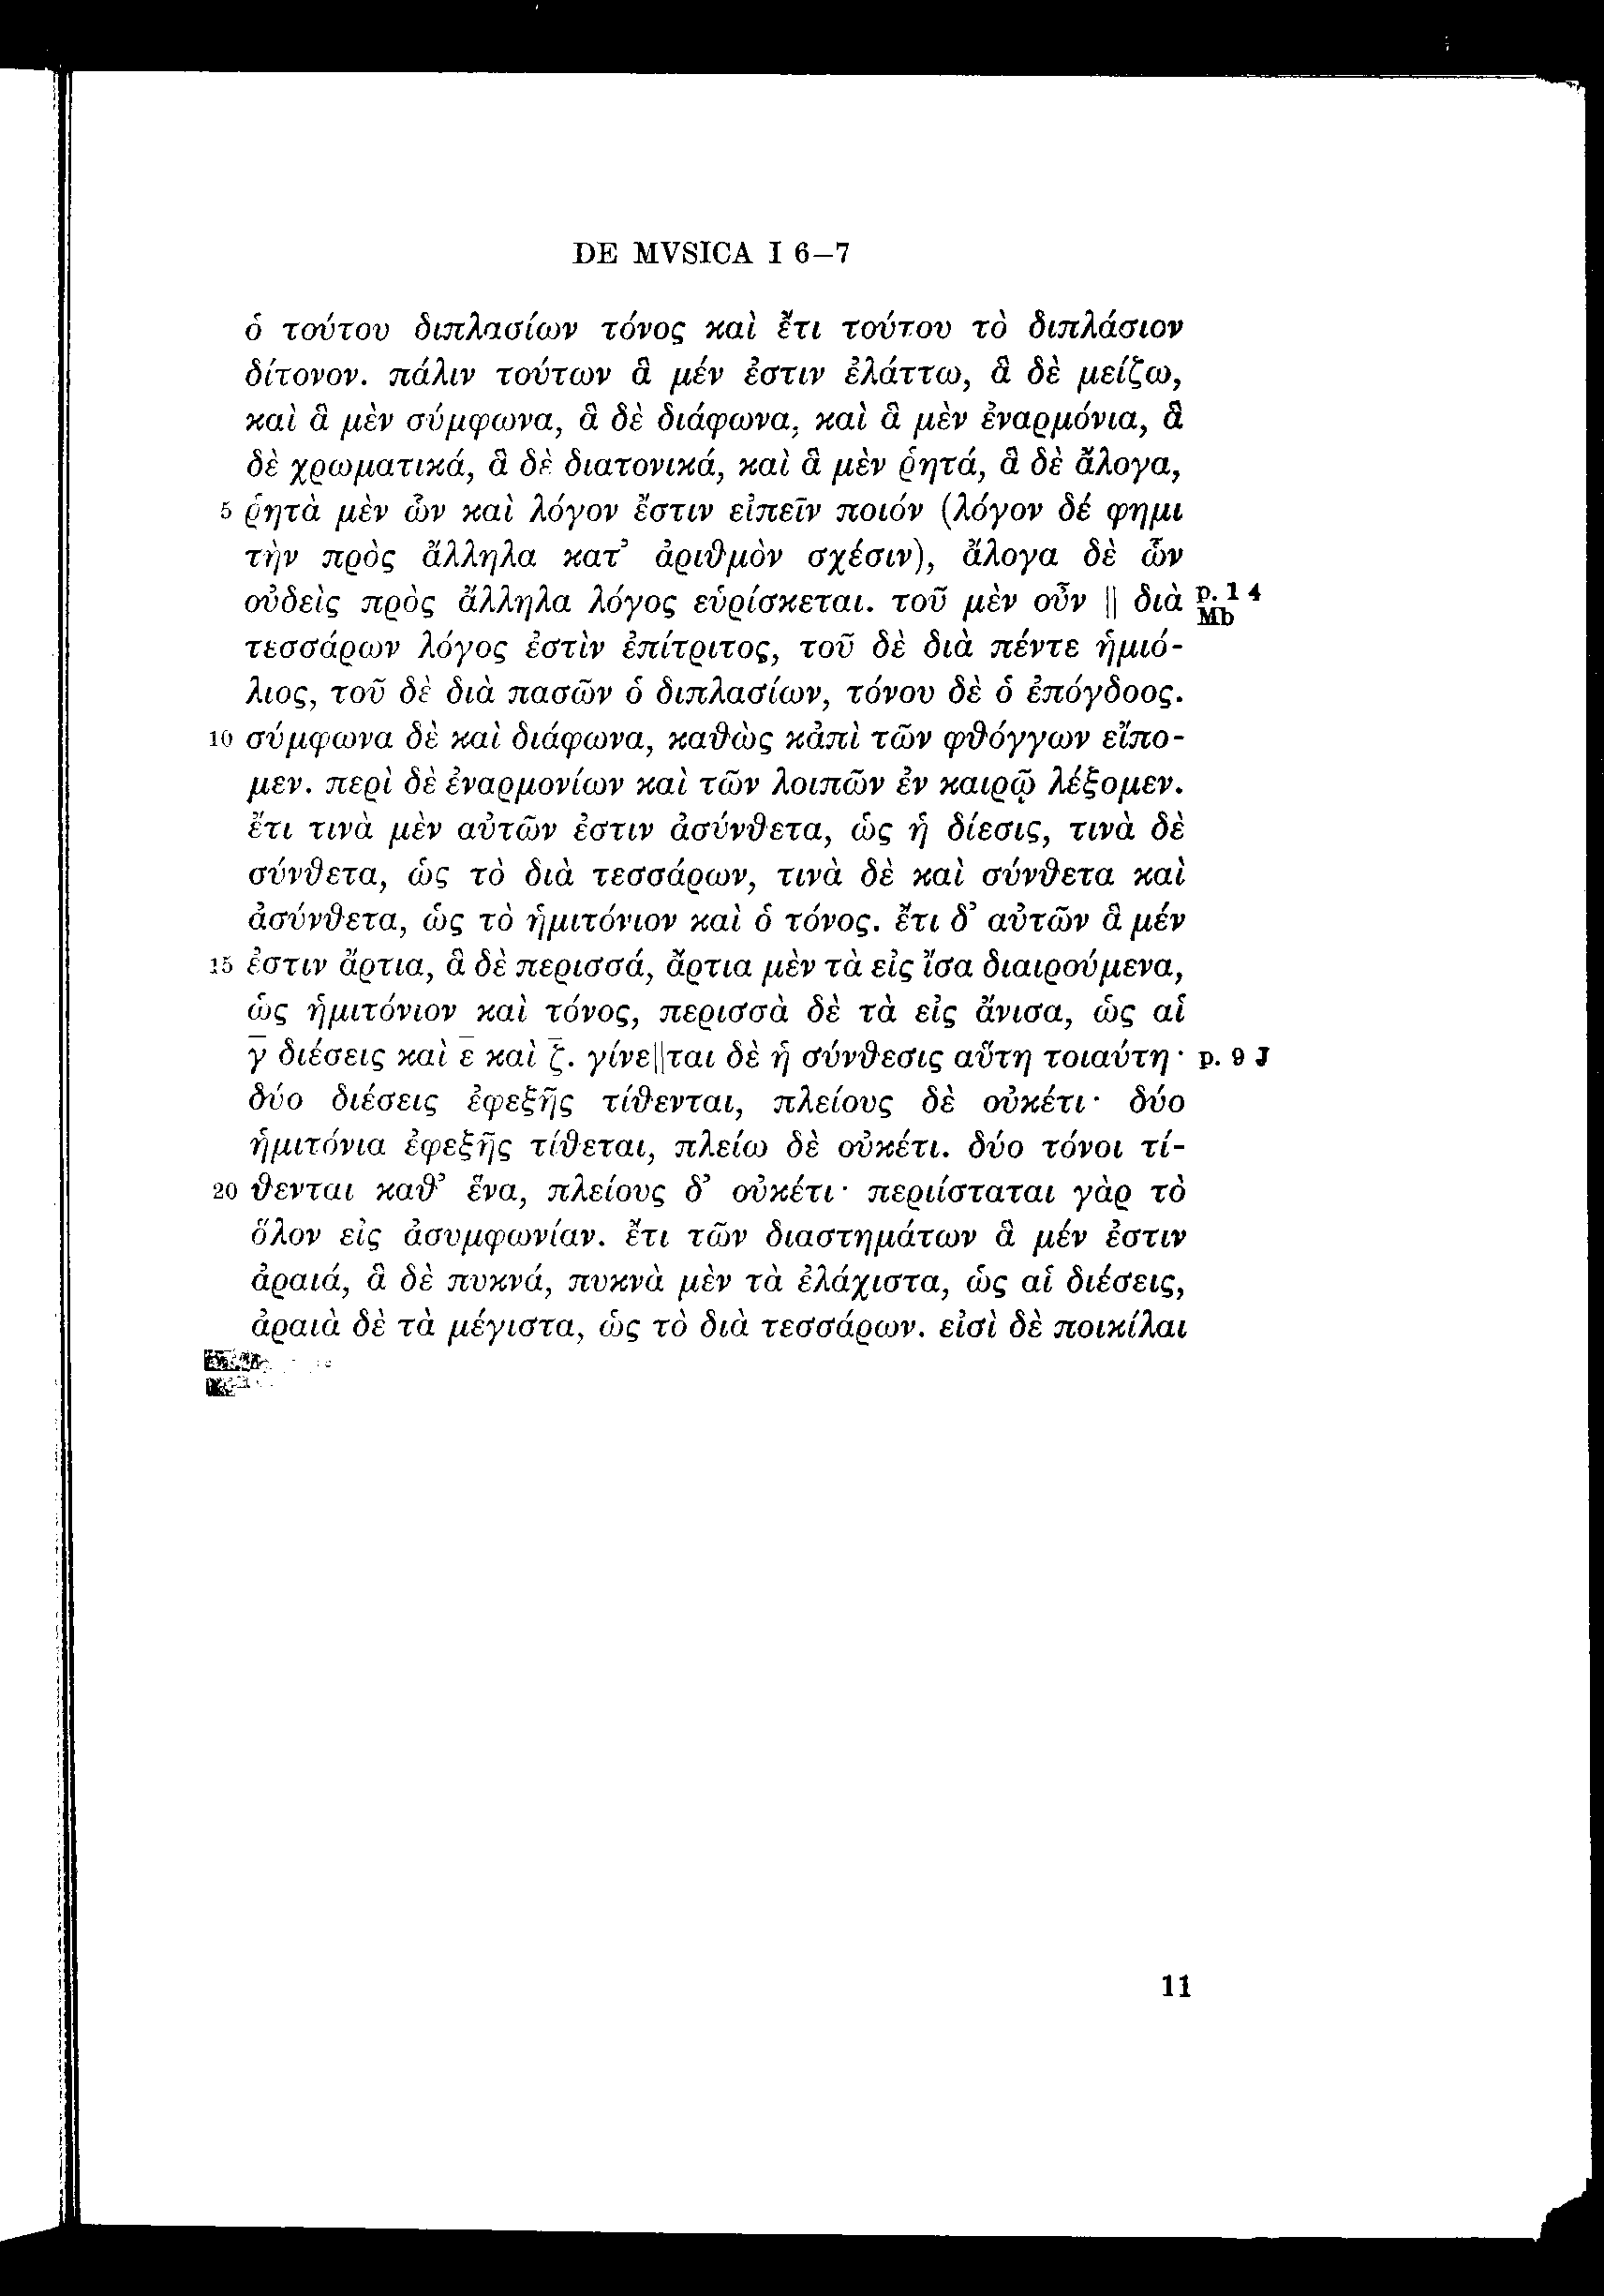 DE MVSICA I 6–7
ὁ τούτου διπλασίων τόνος καὶ ἔτι τούτου τὸ διπλάσιον
δίτονον. πάλιν τούτων ἃ μέν ἐστιν ἐλάττω, ἃ δὲ μείζω,
καὶ ἃ μὲν σύμφωνα, ἃ δὲ διάφωνα, καὶ ἃ μὲν ἐναρμόνια, ἃ
δὲ χρωματικά, ἃ δὲ διατονικά, καὶ ἃ μὲν ῥητά, ἃ δὲ ἄλογα,
5 ῥητὰ μὲν ὧν καὶ λόγον ἔστιν εἰπεῖν ποιόν (λόγον δέ φημι
τὴν πρὸς ἄλληλα κατ’ ἀριθμὸν σχέσιν), ἄλογα δὲ ὧν
οὐδεὶς πρὸς ἄλληλα λόγος εὑρίσκεται. τοῦ μὲν οὖν || διὰ p. 14 Mb
τεσσάρων λόγος ἐστὶν ἐπίτριτος, τοῦ δὲ διὰ πέντε ἡμιό-
λιος, τοῦ δὲ διὰ πασῶν ὁ διπλασίων, τόνου δὲ ὁ ἐπόγδοος.
10 σύμφωνα δὲ καὶ διάφωνα, καθὼς κἀπὶ τῶν φθόγγων εἴπο-
μεν. περὶ δὲ ἐναρμονίων καὶ τῶν λοιπῶν ἐν καιρῷ λέξομεν.
ἔτι τινὰ μὲν αὐτῶν ἐστιν ἀσύνθετα, ὡς ἡ δίεσις, τινὰ δὲ
σύνθετα, ὡς τὸ διὰ τεσσάρων, τινὰ δὲ καὶ σύνθετα καὶ
ἀσύνθετα, ὡς τὸ ἡμιτόνιον καὶ ὁ τόνος. ἔτι δ’ αὐτῶν ἃ μέν
15 ἐστιν ἄρτια, ἃ δὲ περισσά, ἄρτια μὲν τὰ εἰς ἴσα διαιρούμενα,
ὡς ἡμιτόνιον καὶ τόνος, περισσὰ δὲ τὰ εἰς ἄνισα, ὡς αἱ
γ̅ διέσεις καὶ ε̅ καὶ ζ̅. γίνε||ται δὲ ἡ σύνθεσις αὕτη τοιαύτη· p. 9 J
δύο διέσεις ἐφεξῆς τίθενται, πλείους δὲ οὐκέτι· δύο
ἡμιτόνια ἐφεξῆς τίθεται, πλείω δὲ οὐκέτι. δύο τόνοι τί-
20 θενται καθ’ ἕνα, πλείους δ’ οὐκέτι· περιίσταται γὰρ τὸ
ὅλον εἰς ἀσυμφωνίαν. ἔτι τῶν διαστημάτων ἃ μέν ἐστιν
ἀραιά, ἃ δὲ πυκνά, πυκνὰ μὲν τὰ ἐλάχιστα, ὡς αἱ διέσεις,
ἀραιὰ δὲ τὰ μέγιστα, ὡς τὸ διὰ τεσσάρων. εἰσὶ δὲ ποικίλαι
11